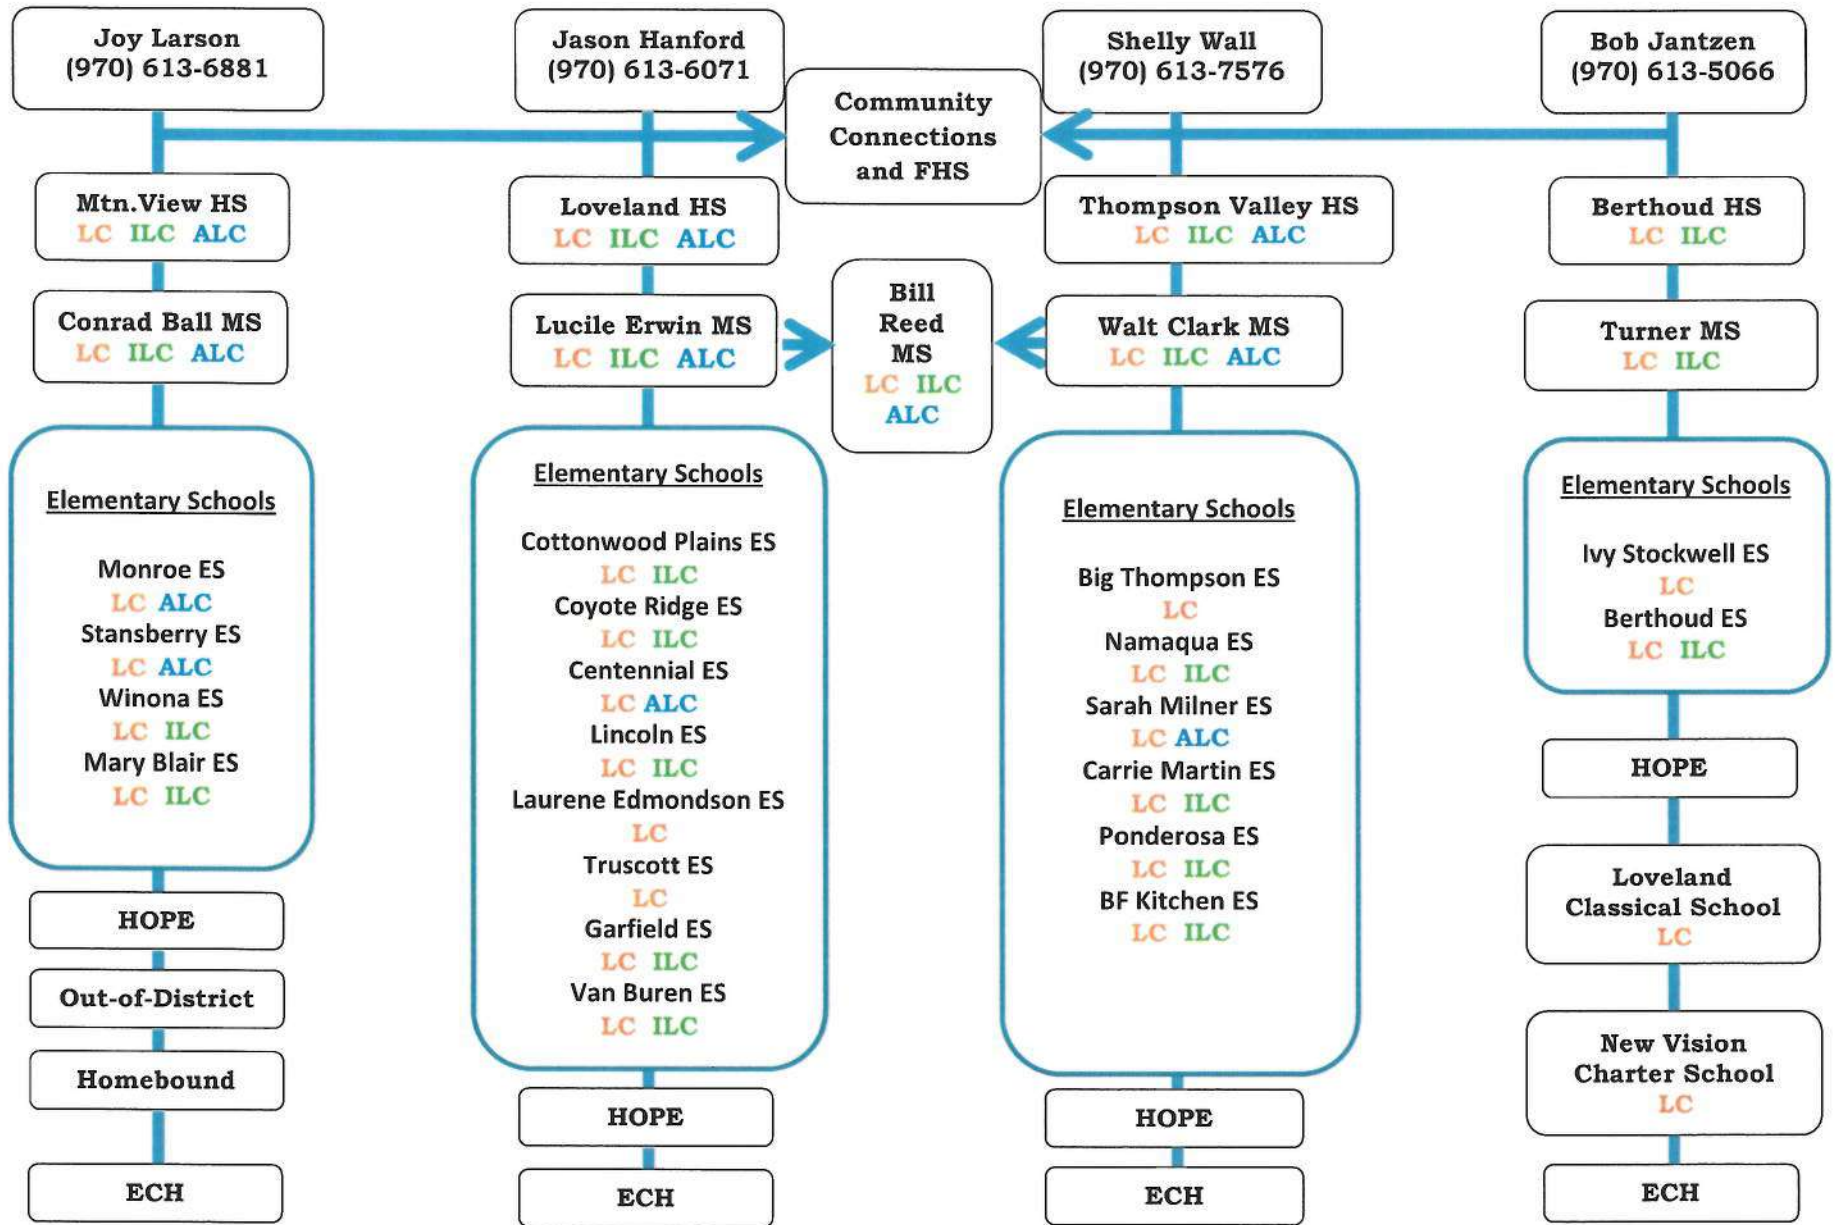 Joy Larson
(970) 613-6881
Jason Hanford
(970) 613-6071
Shelly Wall
(970) 613-7576
Bob Jantzen
(970) 613-5066
Community
Connections
and FHS
Mtn.View HS
LC ILC ALC
Loveland HS
LC ILC ALC
Thompson Valley HS
LC ILC ALC
Berthoud HS
LC ILC
Conrad Ball MS
LC ILC ALC
Lucile Erwin MS
LC ILC ALC
Bill
Reed
MS
LC ILC
ALC
Walt Clark MS
LC ILC ALC
Turner MS
LC ILC
Elementary Schools
Monroe ES
LC ALC
Stansberry ES
LC ALC
Winona ES
LC ILC
Mary Blair ES
LC ILC
HOPE
Out-of-District
Homebound
ECH
Elementary Schools
Cottonwood Plains ES
LC ILC
Coyote Ridge ES
LC ILC
Centennial ES
LC ALC
Lincoln ES
LC ILC
Laurene Edmondson ES
LC
Truscott ES
LC
Garfield ES
LC ILC
Van Buren ES
LC ILC
HOPE
ECH
Elementary Schools
Big Thompson ES
LC
Namaqua ES
LC ILC
Sarah Milner ES
LC ALC
Carrie Martin ES
LC ILC
Ponderosa ES
LC ILC
BF Kitchen ES
LC ILC
HOPE
ECH
Elementary Schools
Ivy Stockwell ES
LC
Berthoud ES
LC ILC
HOPE
Loveland
Classical School
LC
New Vision
Charter School
LC
ECH